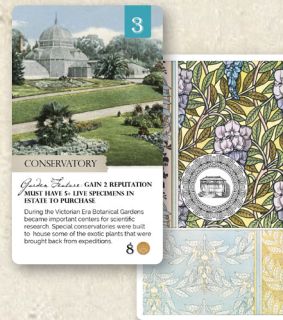 3
CONSERVATORY
Garden Feature: GAIN 2 REPUTATION
MUST HAVE 5+ LIVE SPECIMENS IN
ESTATE TO PURCHASE
During the Victorian Era Botanical Gardens
became important centers for scientific
research. Special conservatories were built
to house some of the exotic plants that were
brought back from expeditions.
8